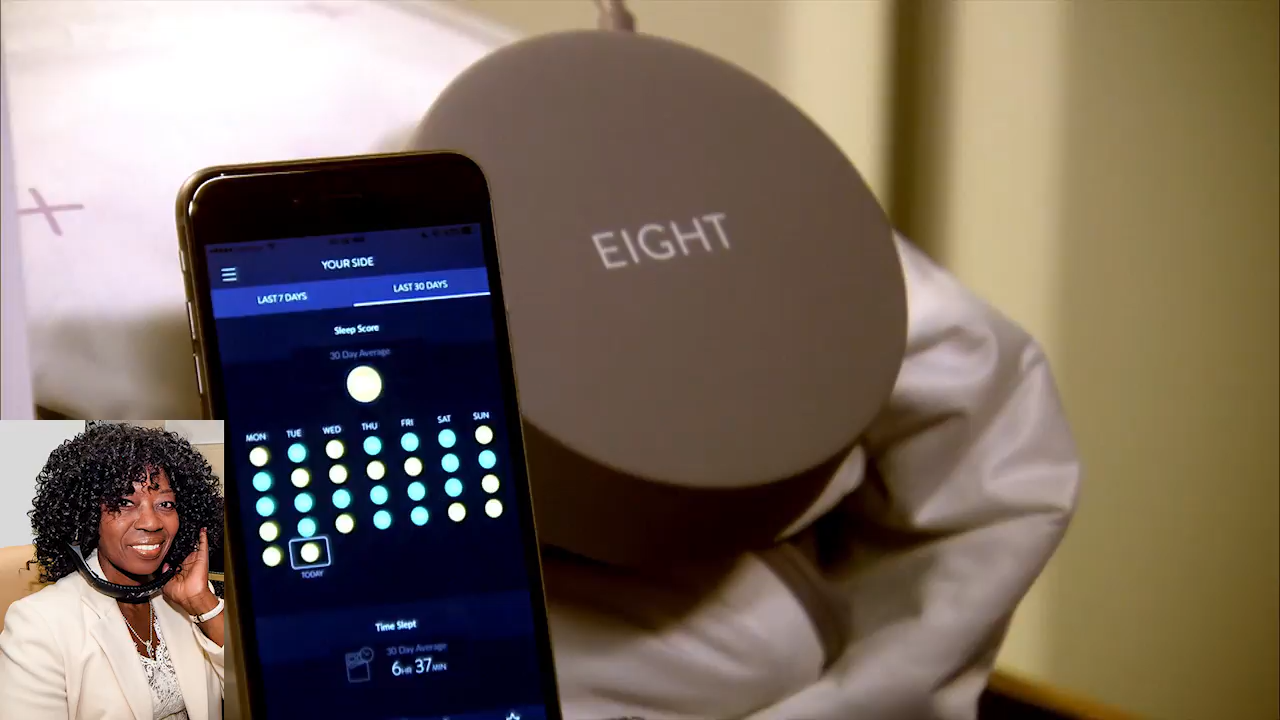 EIGHT
YOUR SIDE
LAST 7 DAYS LAST 30 DAYS
Sleep Score
30 Day Average
MON TUE WED THU FRI SAT SUN
TODAY
Time Slept
30 Day Average
6HR 37MIN